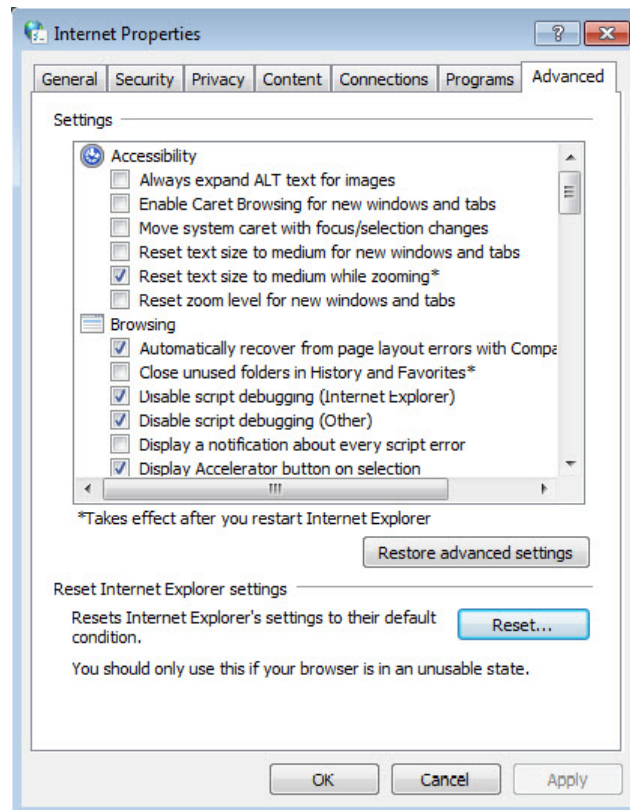 Internet Properties
General Security Privacy Content Connections Programs Advanced
Settings
Accessibility
Always expand ALT text for images
Enable Caret Browsing for new windows and tabs
Move system caret with focus/selection changes
Reset text size to medium for new windows and tabs
Reset text size to medium while zooming*
Reset zoom level for new windows and tabs
Browsing
Automatically recover from page layout errors with Compa
Close unused folders in History and Favorites*
Disable script debugging (Internet Explorer)
Disable script debugging (Other)
Display a notification about every script error
Display Accelerator button on selection
*Takes effect after you restart Internet Explorer
Restore advanced settings
Reset Internet Explorer settings
Resets Internet Explorer's settings to their default
condition.
Reset...
You should only use this if your browser is in an unusable state.
OK Cancel Apply